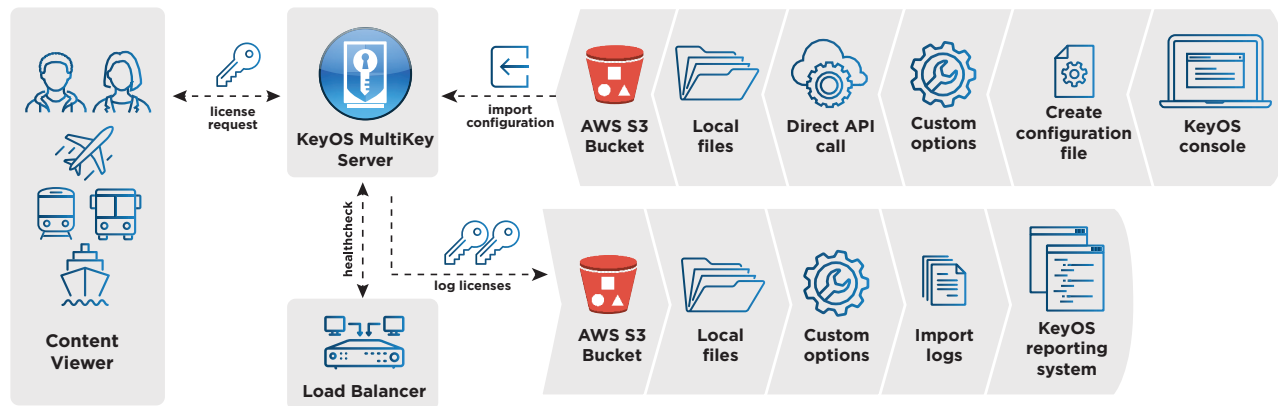 Content
Viewer
license
request
KeyOS MultiKey
Server
import
configuration
AWS S3
Bucket
Local
files
Direct API
call
Custom
options
Create
configuration
file
KeyOS
console
healthcheck
log licenses
Load Balancer
AWS S3
Bucket
Local
files
Custom
options
Import
logs
KeyOS
reporting
system